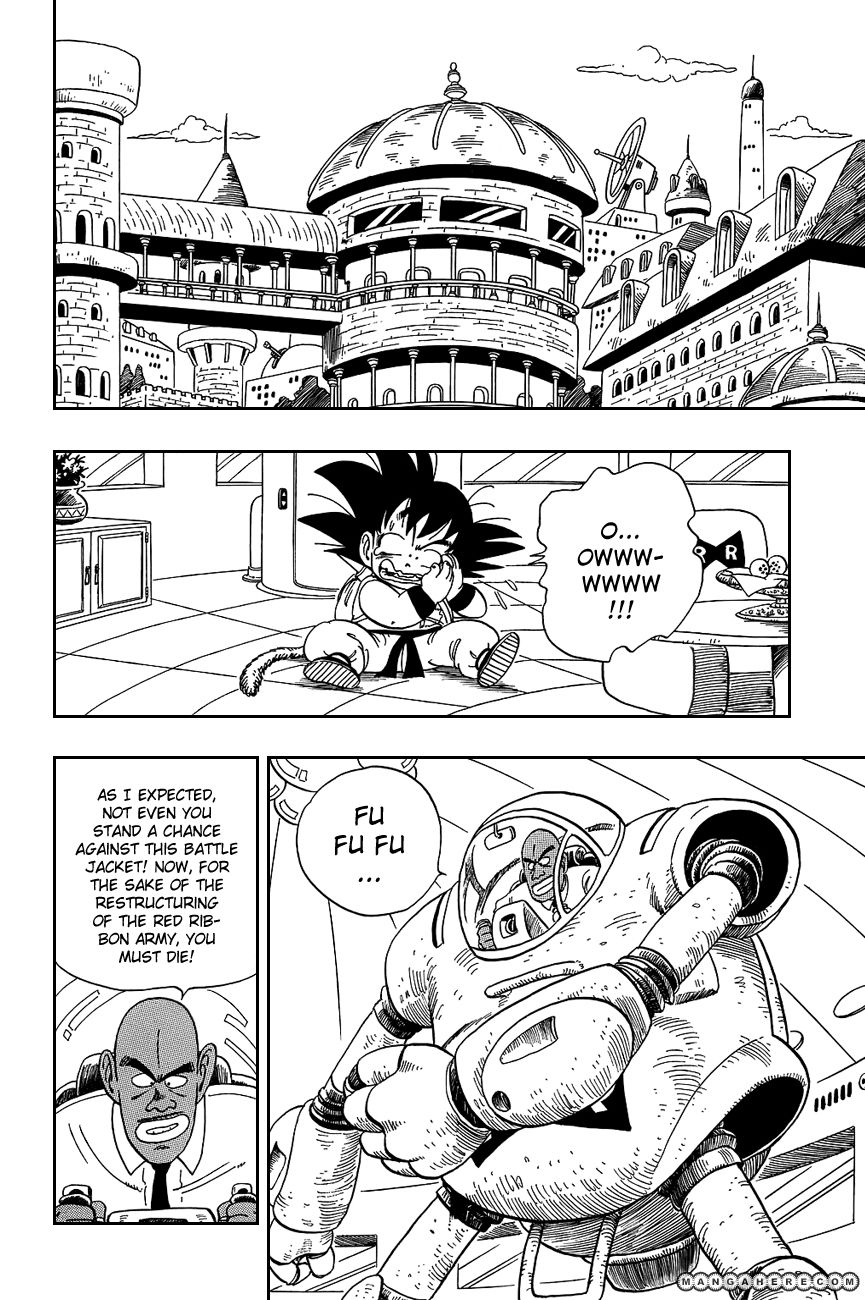 O...
OWWW-
WWWW
!!!
R R
FU
FU FU
...
AS I EXPECTED,
NOT EVEN YOU
STAND A CHANCE
AGAINST THIS BATTLE
JACKET! NOW, FOR
THE SAKE OF THE
RESTRUCTURING
OF THE RED RIB-
BON ARMY, YOU
MUST DIE!
MANGAHERE.COM